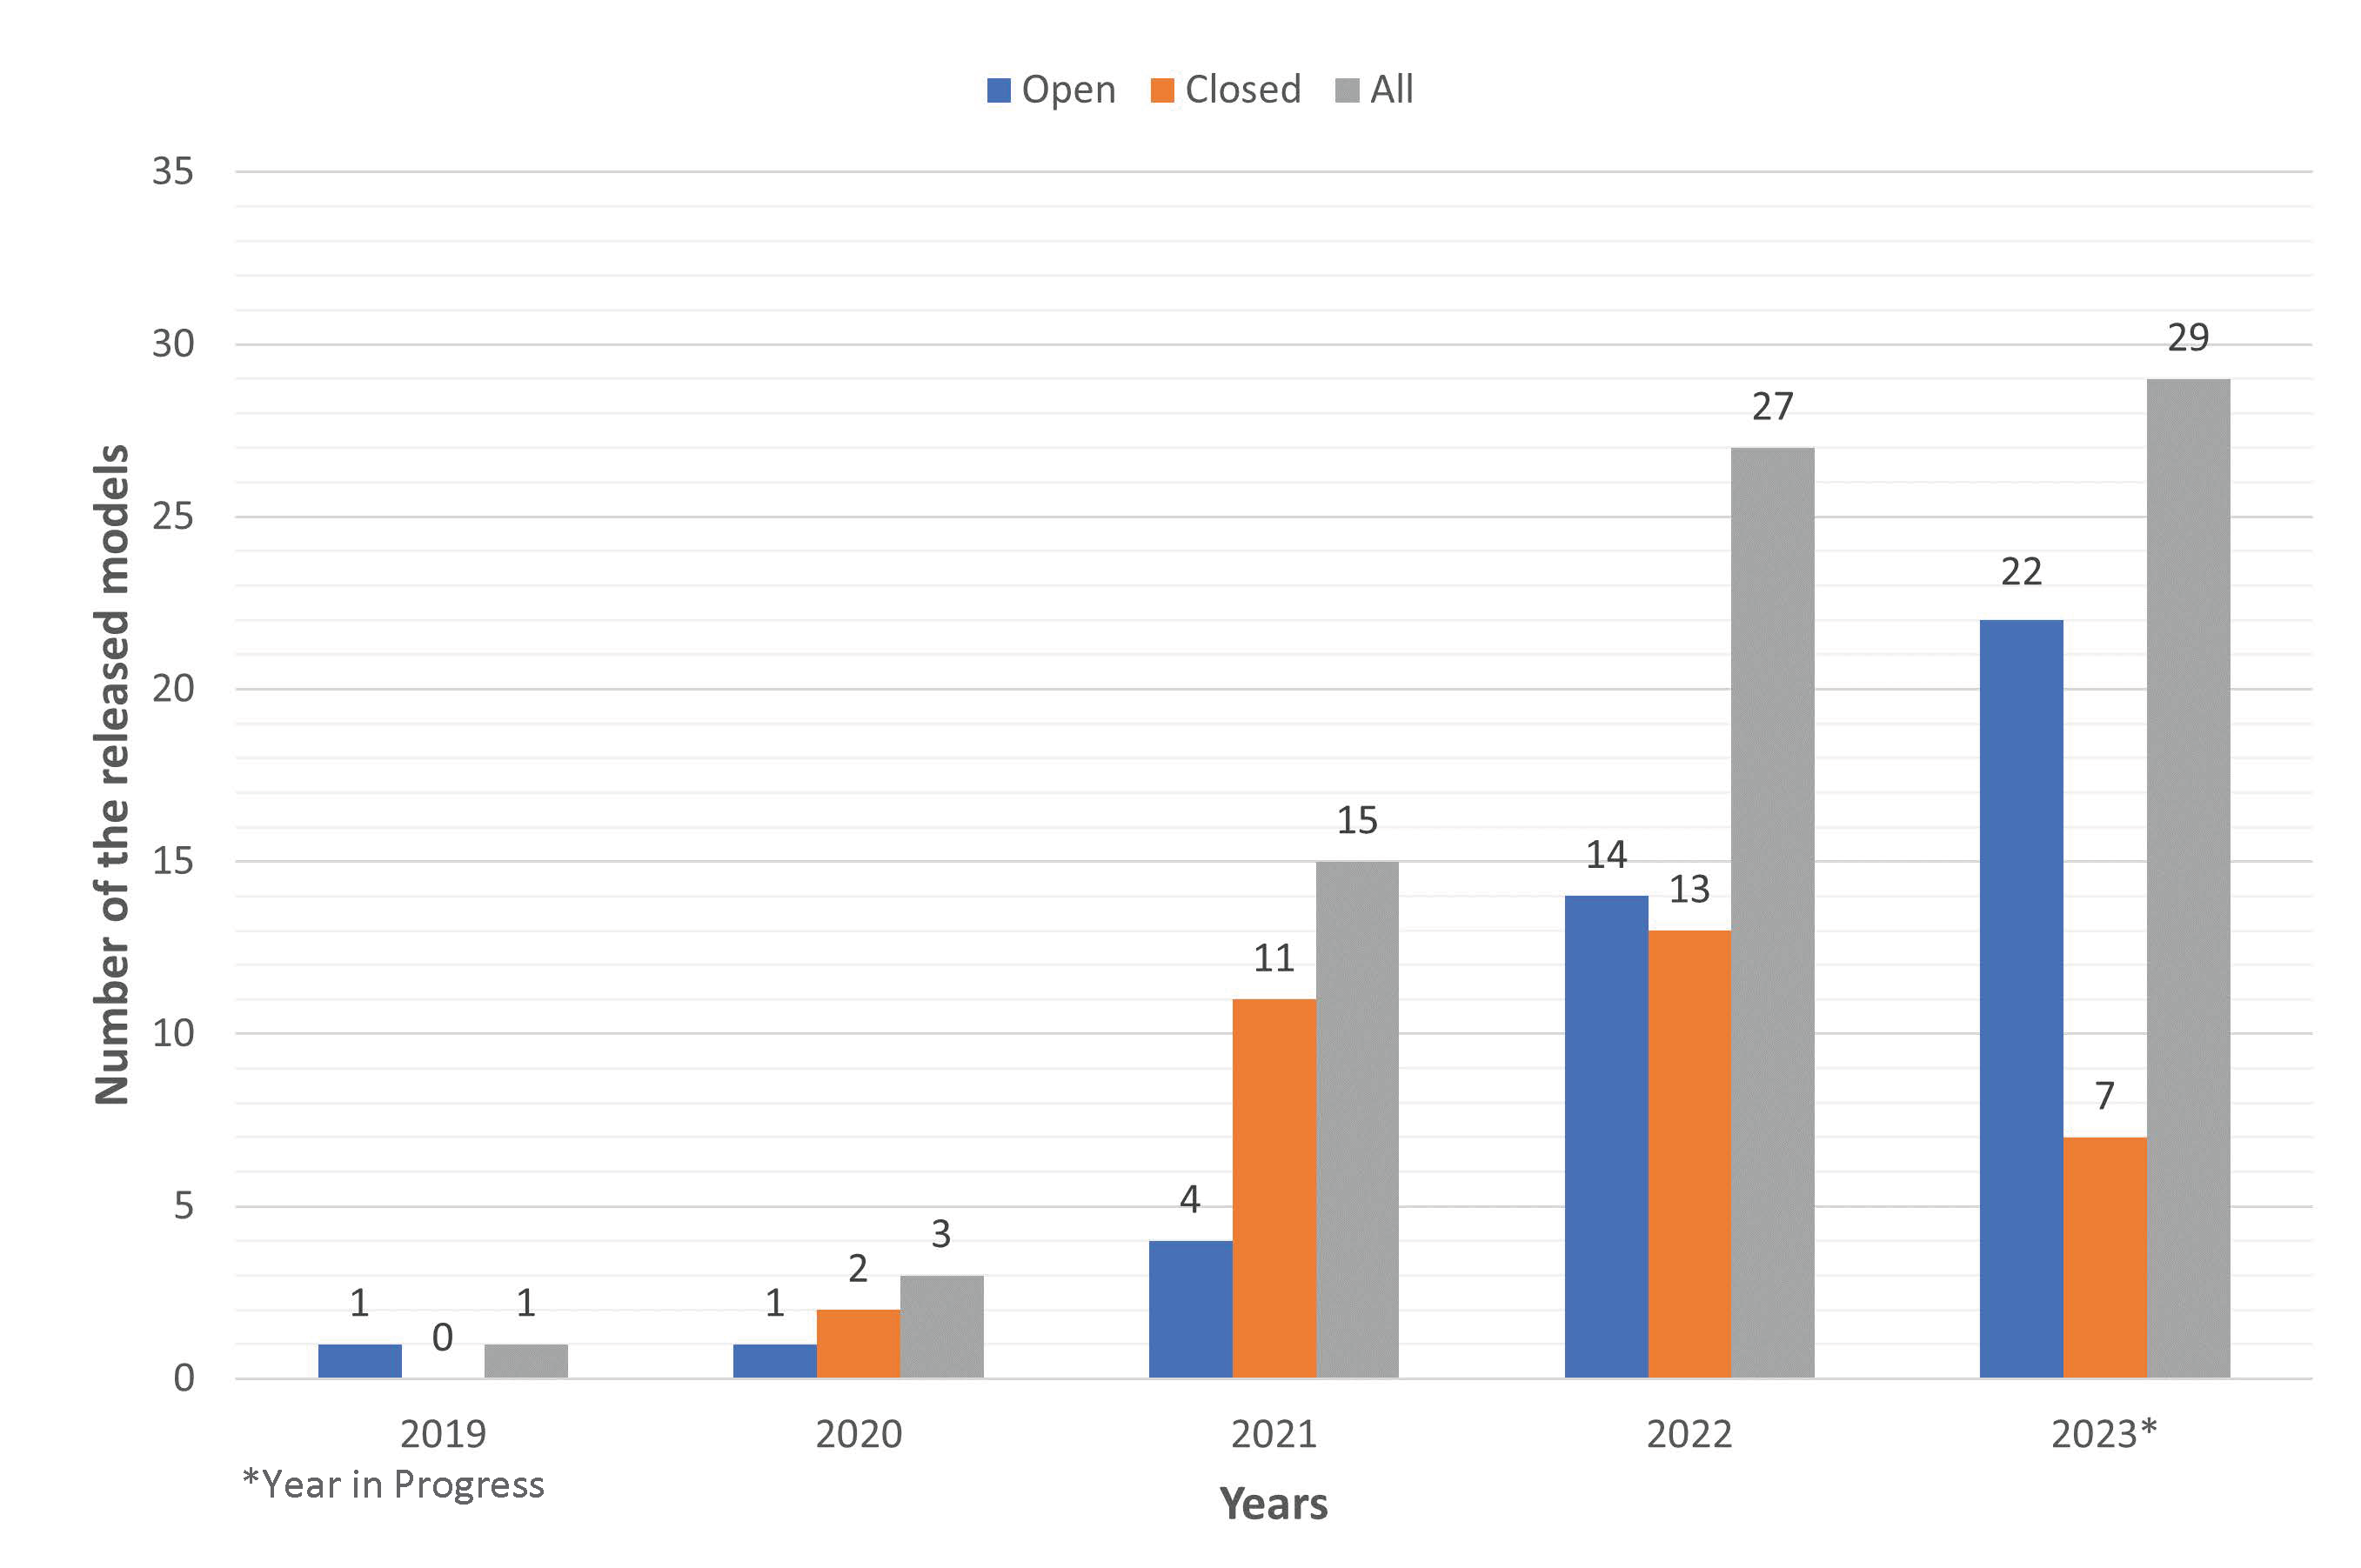 Open Closed All
35
30
25
20
15
10
5
0
Number of the released models
1 0 1
1 2 3
4 11 15
14 13 27
22 7 29
2019 2020 2021 2022 2023*
*Year in Progress
Years